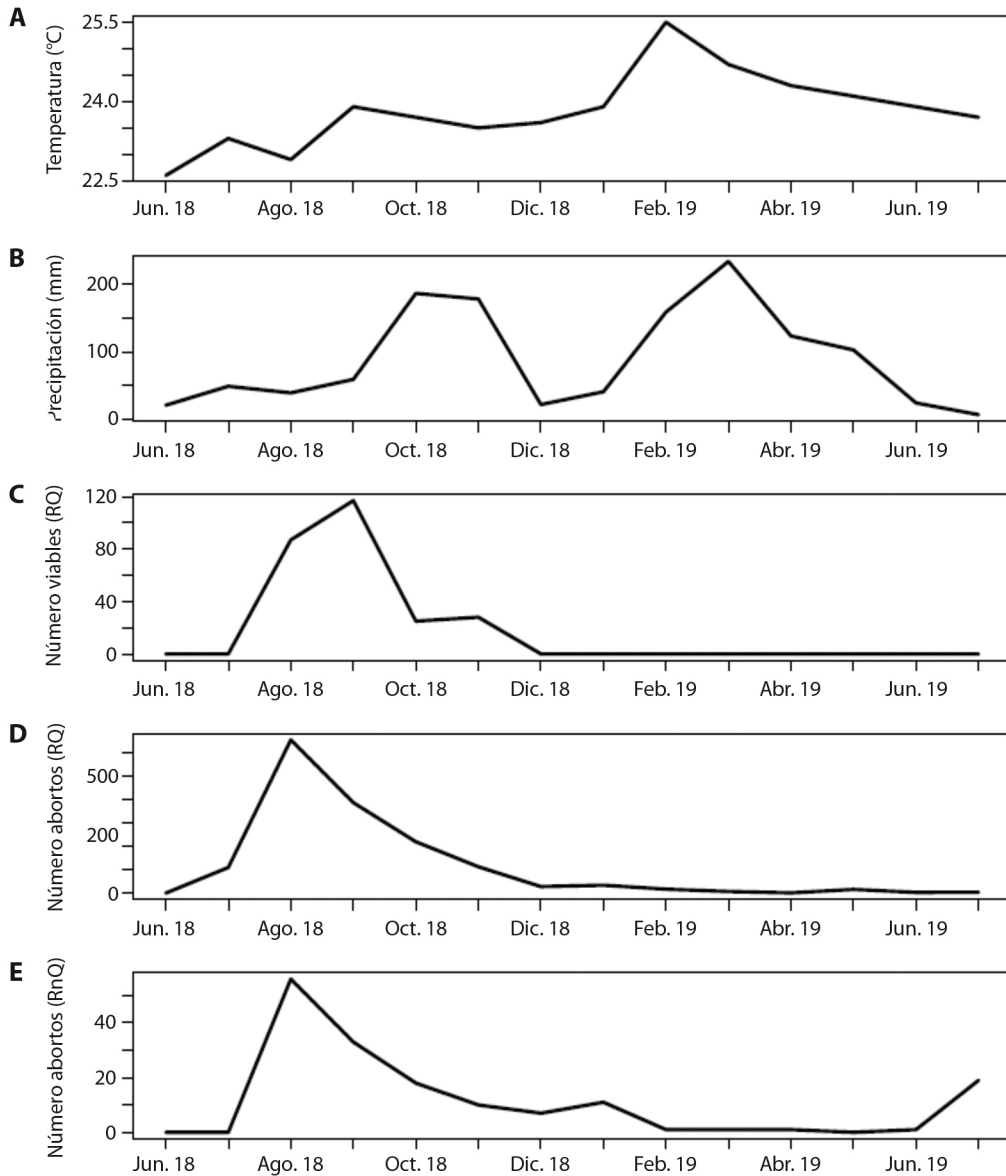 A
Temperatura (°C)
25.5
24.0
22.5
Jun. 18 Ago. 18 Oct. 18 Dic. 18 Feb. 19 Abr. 19 Jun. 19
B
Precipitación (mm)
200
100
0
Jun. 18 Ago. 18 Oct. 18 Dic. 18 Feb. 19 Abr. 19 Jun. 19
C
Número viables (RQ)
120
80
40
0
Jun. 18 Ago. 18 Oct. 18 Dic. 18 Feb. 19 Abr. 19 Jun. 19
D
Número abortos (RQ)
500
200
0
Jun. 18 Ago. 18 Oct. 18 Dic. 18 Feb. 19 Abr. 19 Jun. 19
E
Número abortos (RnQ)
40
20
0
Jun. 18 Ago. 18 Oct. 18 Dic. 18 Feb. 19 Abr. 19 Jun. 19